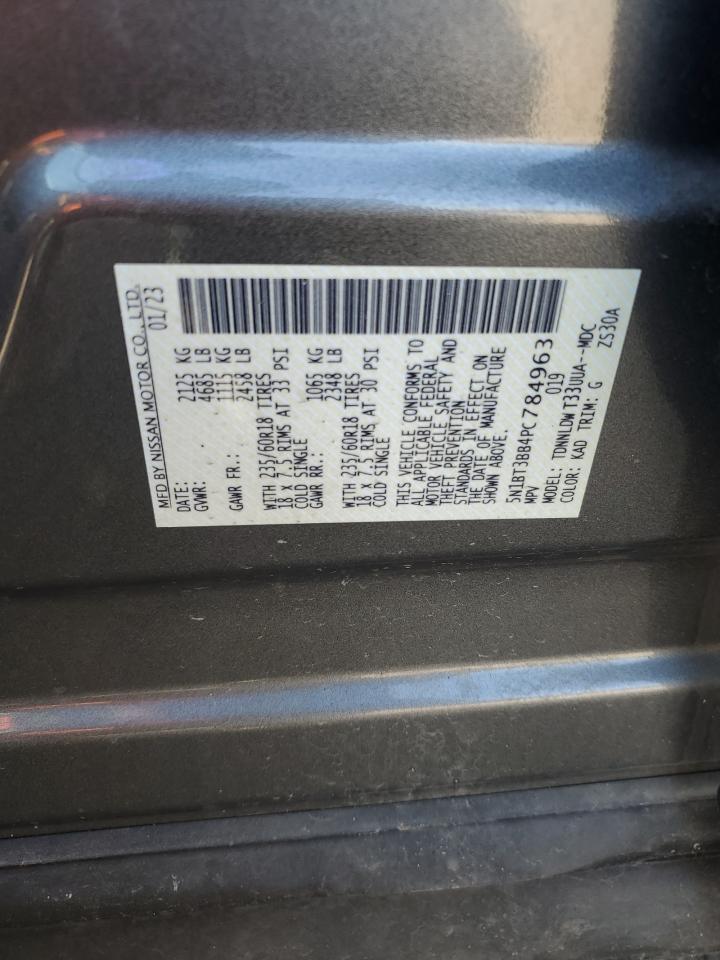 MFD BY NISSAN MOTOR CO., LTD.
DATE: 01/23
GVWR: 2125 KG
4685 LB
GAWR FR.: 1115 KG
2458 LB
WITH 235/60R18 TIRES
18 X 7.5 RIMS AT 33 PSI
COLD SINGLE
GAWR RR.: 1065 KG
2348 LB
WITH 235/60R18 TIRES
18 X 7.5 RIMS AT 30 PSI
COLD SINGLE
THIS VEHICLE CONFORMS TO
ALL APPLICABLE FEDERAL
MOTOR VEHICLE SAFETY AND
THEFT PREVENTION
STANDARDS IN EFFECT ON
THE DATE OF MANUFACTURE
SHOWN ABOVE.
5N1BT3BB4PC784963
MPV 019
MODEL: TDNNLDW T33UUA--MDC
COLOR: KAD TRIM: G ZS30A